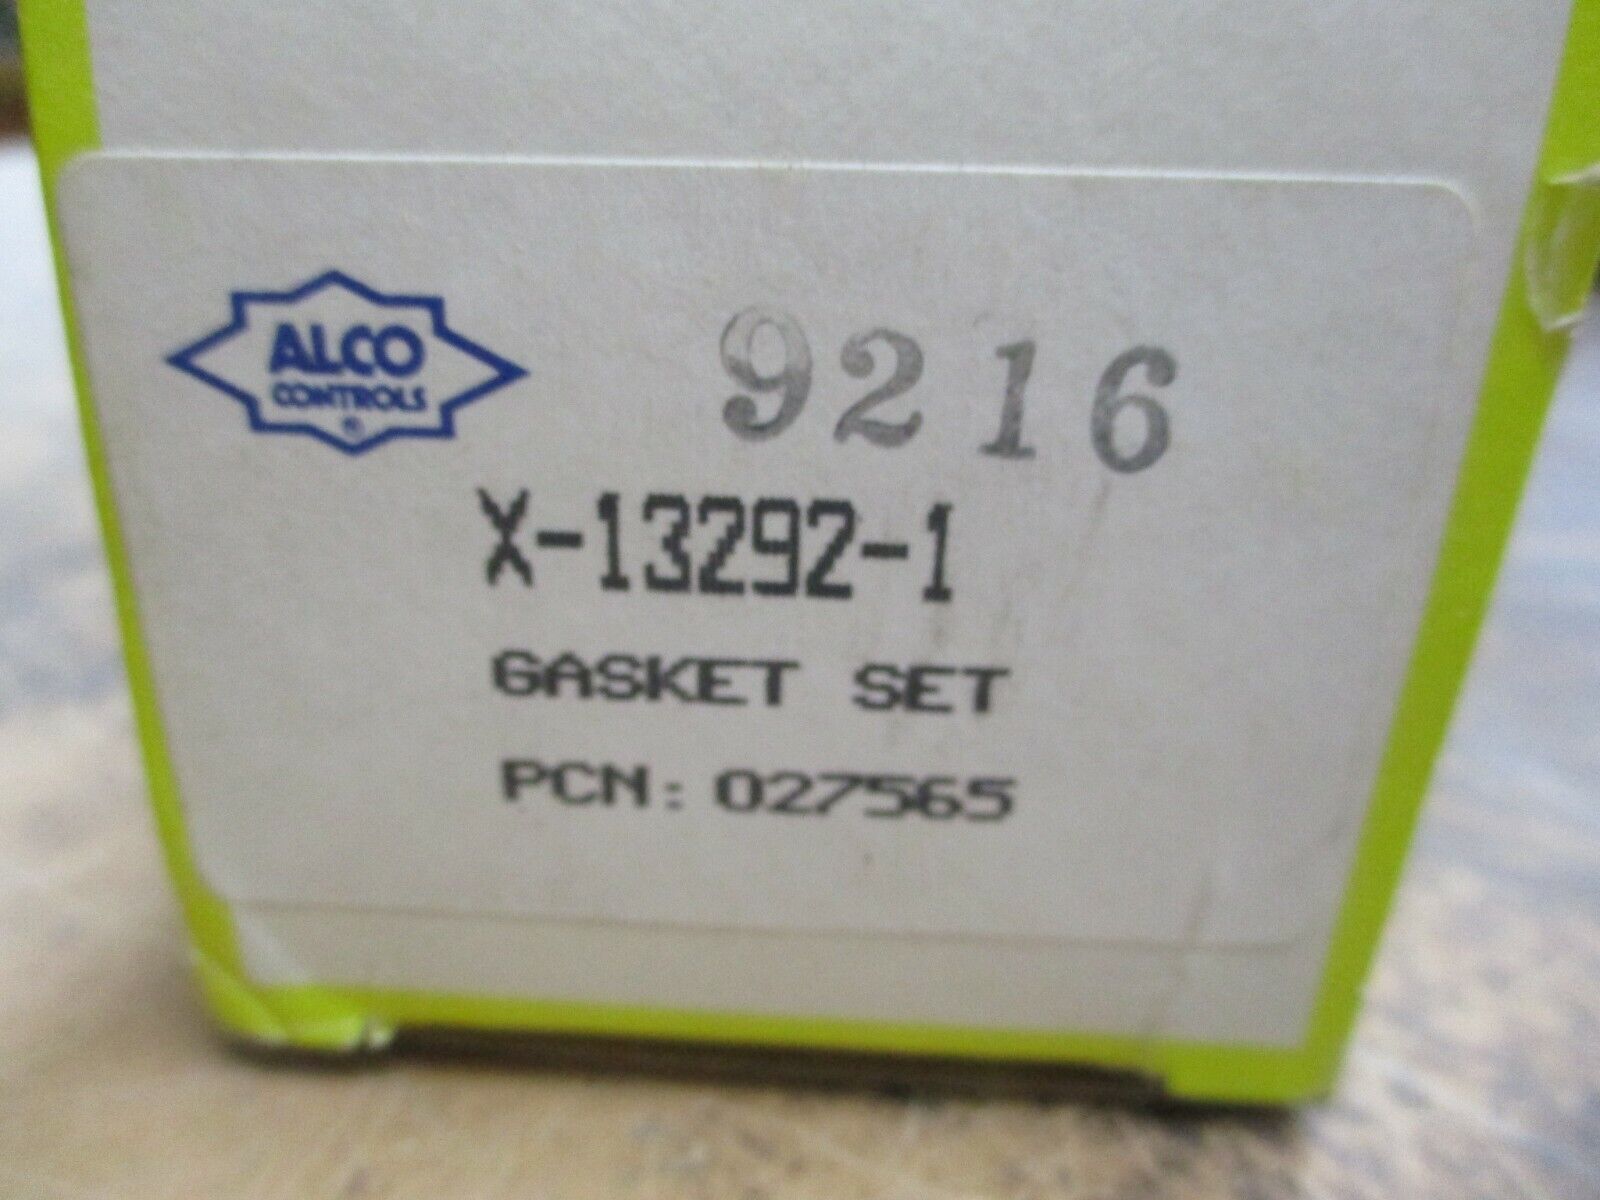 ALCO
CONTROLS
®
9216
X-13292-1
GASKET SET
PCN: 027565